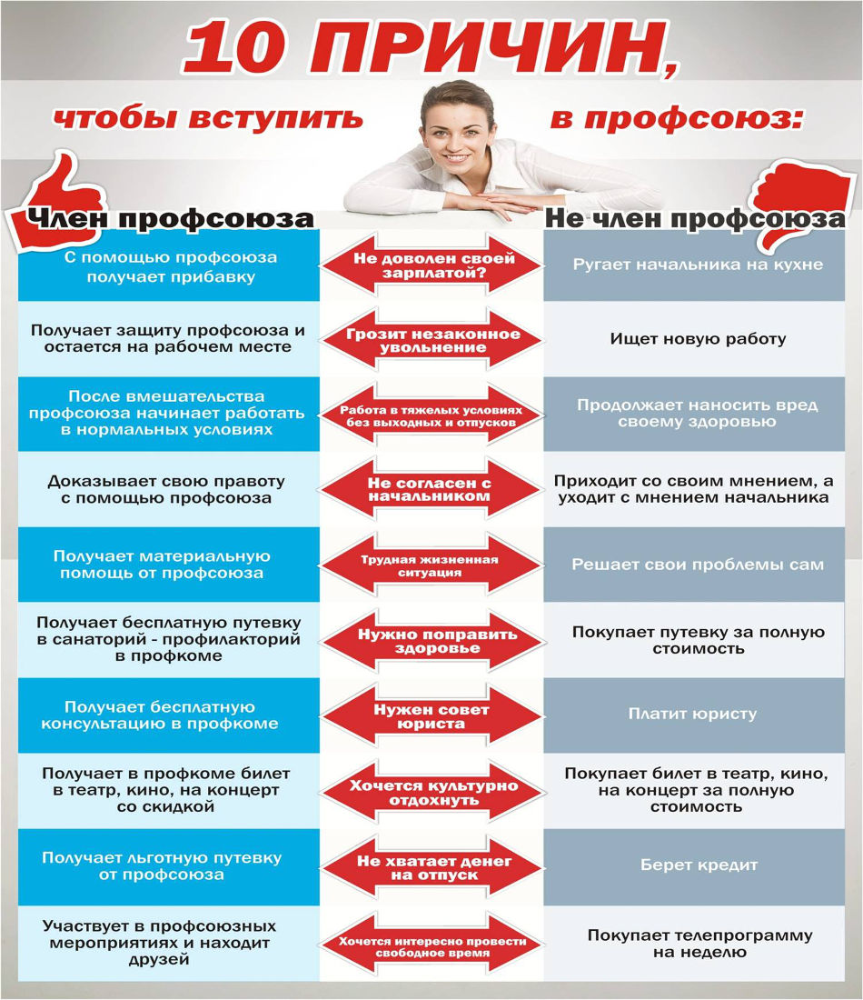 10 ПРИЧИН,
чтобы вступить
в профсоюз:
Член профсоюза
Не член профсоюза
С помощью профсоюза
получает прибавку
Не доволен своей
зарплатой?
Ругает начальника на кухне
Получает защиту профсоюза и
остается на рабочем месте
Грозит незаконное
увольнение
Ищет новую работу
После вмешательства
профсоюза начинает работать
в нормальных условиях
Работа в тяжелых условиях
без выходных и отпусков
Продолжает наносить вред
своему здоровью
Доказывает свою правоту
с помощью профсоюза
Не согласен с
начальником
Приходит со своим мнением, а
уходит с мнением начальника
Получает материальную
помощь от профсоюза
Трудная жизненная
ситуация
Решает свои проблемы сам
Получает бесплатную путевку
в санаторий - профилакторий
в профкоме
Нужно поправить
здоровье
Покупает путевку за полную
стоимость
Получает бесплатную
консультацию в профкоме
Нужен совет
юриста
Платит юристу
Получает в профкоме билет
в театр, кино, на концерт
со скидкой
Хочется культурно
отдохнуть
Покупает билет в театр, кино,
на концерт за полную
стоимость
Получает льготную путевку
от профсоюза
Не хватает денег
на отпуск
Берет кредит
Участвует в профсоюзных
мероприятиях и находит
друзей
Хочется интересно провести
свободное время
Покупает телепрограмму
на неделю